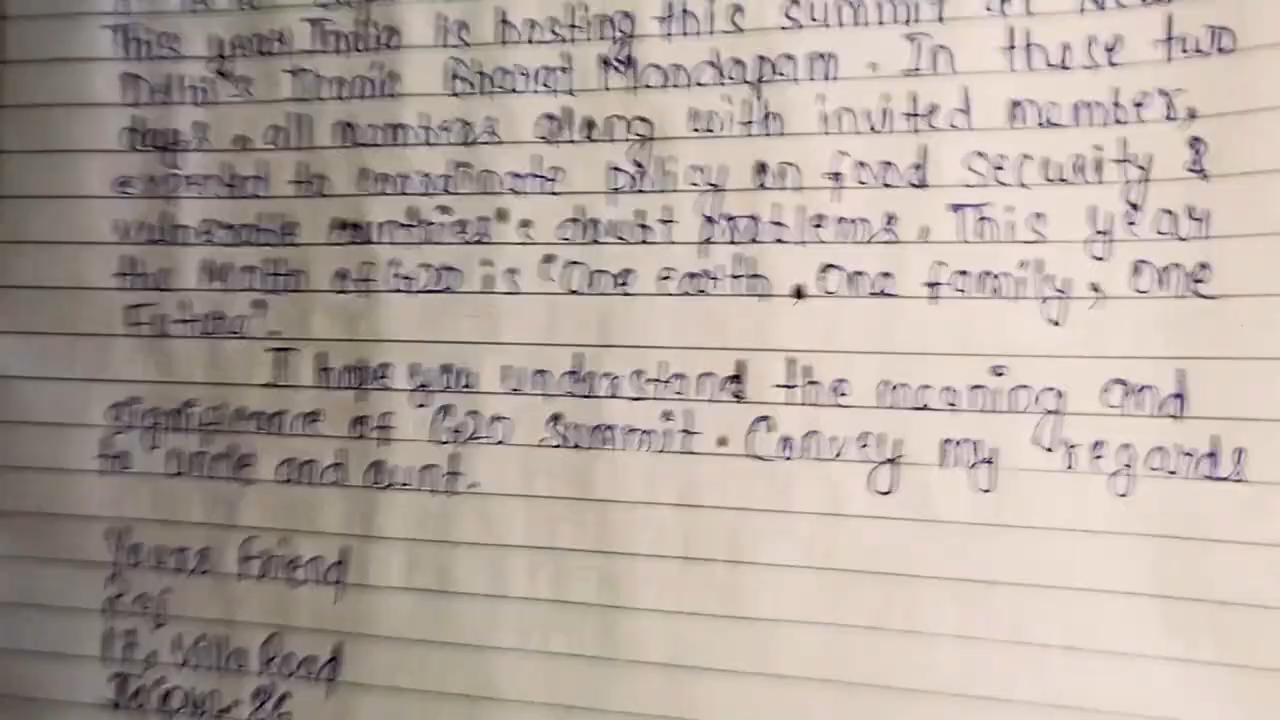 This year India is hosting this summit at New
Delhi's Bharat Mandapam. In these two
days, all members along with invited member,
expected to coordinate policy on food security &
vulnerable countries' debt problems. This year
the motto of G20 is "One Earth, One family, One
Future".
I hope you understand the meaning and
significance of G20 Summit. Convey my regards
to uncle and aunt.
Yours friend
Road